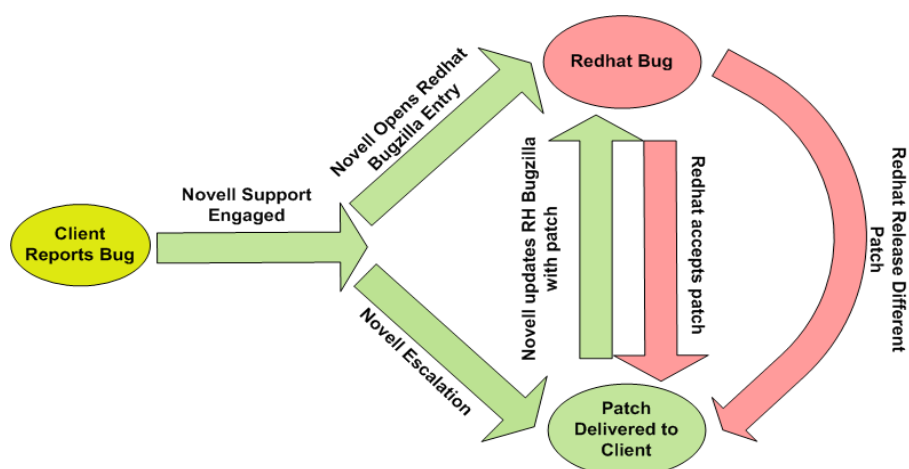 Client
Reports Bug
Novell Support
Engaged
Novell Opens Redhat
Bugzilla Entry
Novell Escalation
Redhat Bug
Novell updates RH Bugzilla
with patch
Redhat accepts patch
Redhat Release Different
Patch
Patch
Delivered to
Client